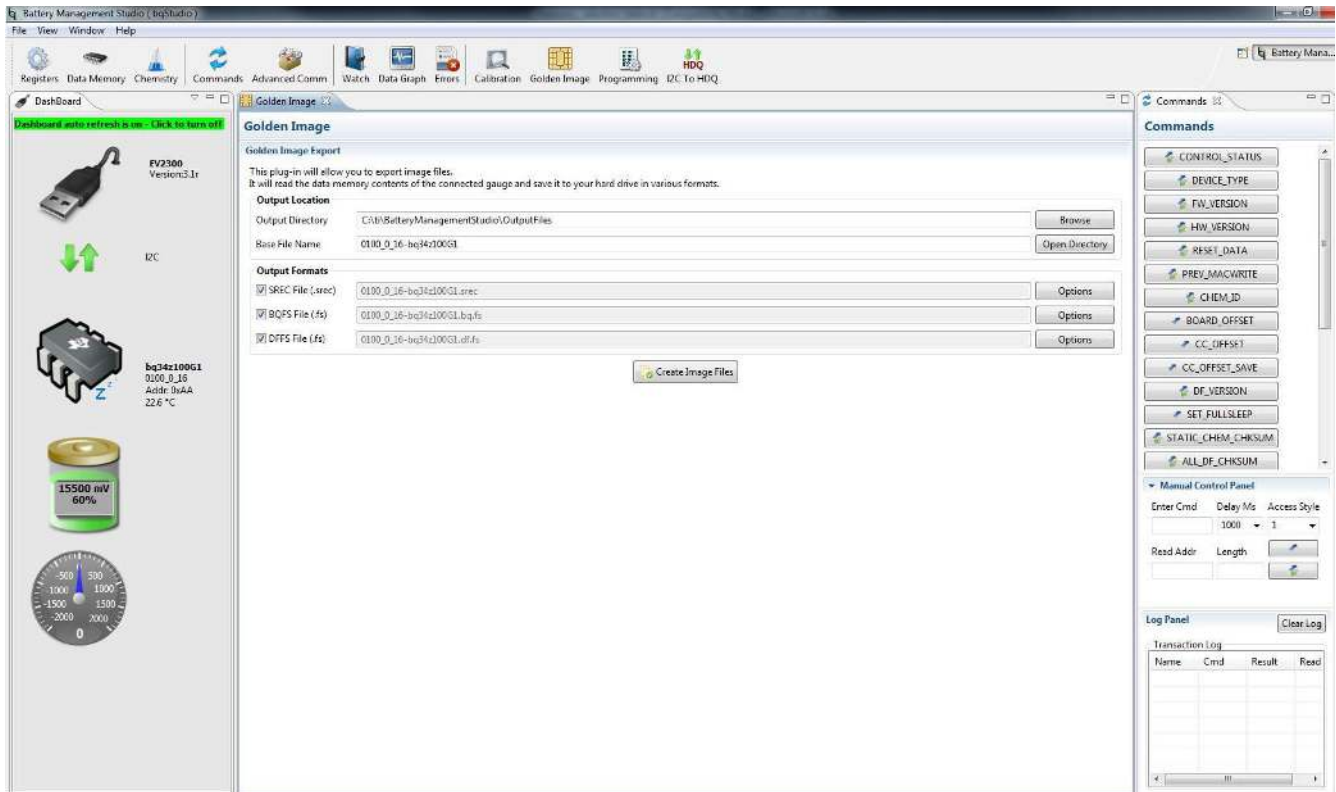 Battery Management Studio ( bqStudio )
File View Window Help
Registers Data Memory Chemistry Commands Advanced Comm Watch Data Graph Errors Calibration Golden Image Programming I2C To HDQ
HDQ
Battery Mana...
DashBoard
Dashboard auto refresh is on - Click to turn off
EV2300
Version:3.1r
I2C
bq34z100G1
0100_0_16
Addr: 0xAA
22.6 °C
z z
15500 mV
60%
-500 500
-1000 1000
-1500 1500
-2000 2000
0
Golden Image
Golden Image
Golden Image Export
This plug-in will allow you to export image files.
It will read the data memory contents of the connected gauge and save it to your hard drive in various formats.
Output Location
Output Directory C:\ti\BatteryManagementStudio\OutputFiles Browse
Base File Name 0100_0_16-bq34z100G1 Open Directory
Output Formats
SREC File (.srec) 0100_0_16-bq34z100G1.srec Options
BQFS File (.fs) 0100_0_16-bq34z100G1.bq.fs Options
DFFS File (.fs) 0100_0_16-bq34z100G1.df.fs Options
Create Image Files
Commands
Commands
CONTROL_STATUS
DEVICE_TYPE
FW_VERSION
HW_VERSION
RESET_DATA
PREV_MACWRITE
CHEM_ID
BOARD_OFFSET
CC_OFFSET
CC_OFFSET_SAVE
DF_VERSION
SET_FULLSLEEP
STATIC_CHEM_CHKSUM
ALL_DF_CHKSUM
Manual Control Panel
Enter Cmd Delay Ms Access Style
1000 1
Read Addr Length
Log Panel Clear Log
Transaction Log
Name Cmd Result Read